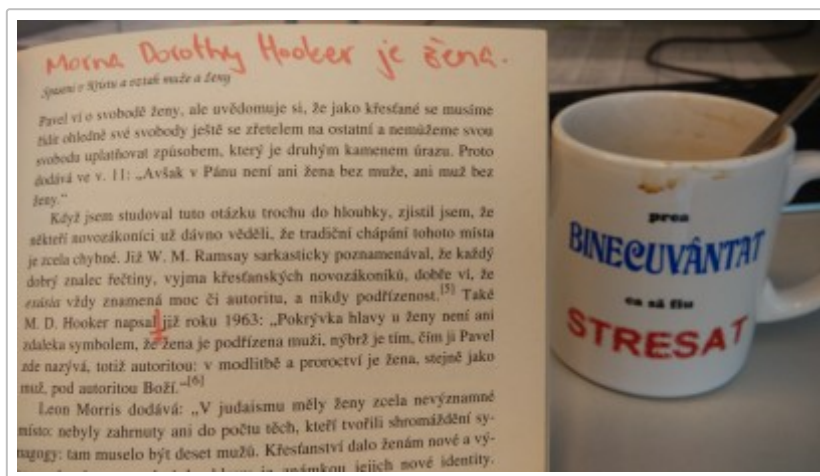 Morna Dorothy Hooker je žena.
Spasení v Kristu a vztah muže a ženy
Pavel ví o svobodě ženy, ale uvědomuje si, že jako křesťané se musíme
řídit ohledně své svobody ještě se zřetelem na ostatní a nemůžeme svou
svobodu uplatňovat způsobem, který je druhým kamenem úrazu. Proto
dodává ve v. 11: „Avšak v Pánu není ani žena bez muže, ani muž bez
ženy.“
Když jsem studoval tuto otázku trochu do hloubky, zjistil jsem, že
někteří novozákoníci už dávno věděli, že tradiční chápání tohoto místa
je zcela chybné. Již W. M. Ramsay sarkasticky poznamenával, že každý
dobrý znalec řečtiny, vyjma křesťanských novozákoníků, dobře ví, že
exúsia vždy znamená moc či autoritu, a nikdy podřízenost.[5] Také
M. D. Hooker napsal již roku 1963: „Pokrývka hlavy u ženy není ani
zdaleka symbolem, že žena je podřízena muži, nýbrž je tím, čím ji Pavel
zde nazývá, totiž autoritou: v modlitbě a proroctví je žena, stejně jako
muž, pod autoritou Boží.“[6]
Leon Morris dodává: „V judaismu měly ženy zcela nevýznamné
místo: nebyly zahrnuty ani do počtu těch, kteří tvořili shromáždění sy-
nagogy: tam muselo být deset mužů. Křesťanství dalo ženám nové a vý-
je známkou jejich nové identity.
prea
BINECUVÂNTAT
ca să fiu
STRESAT